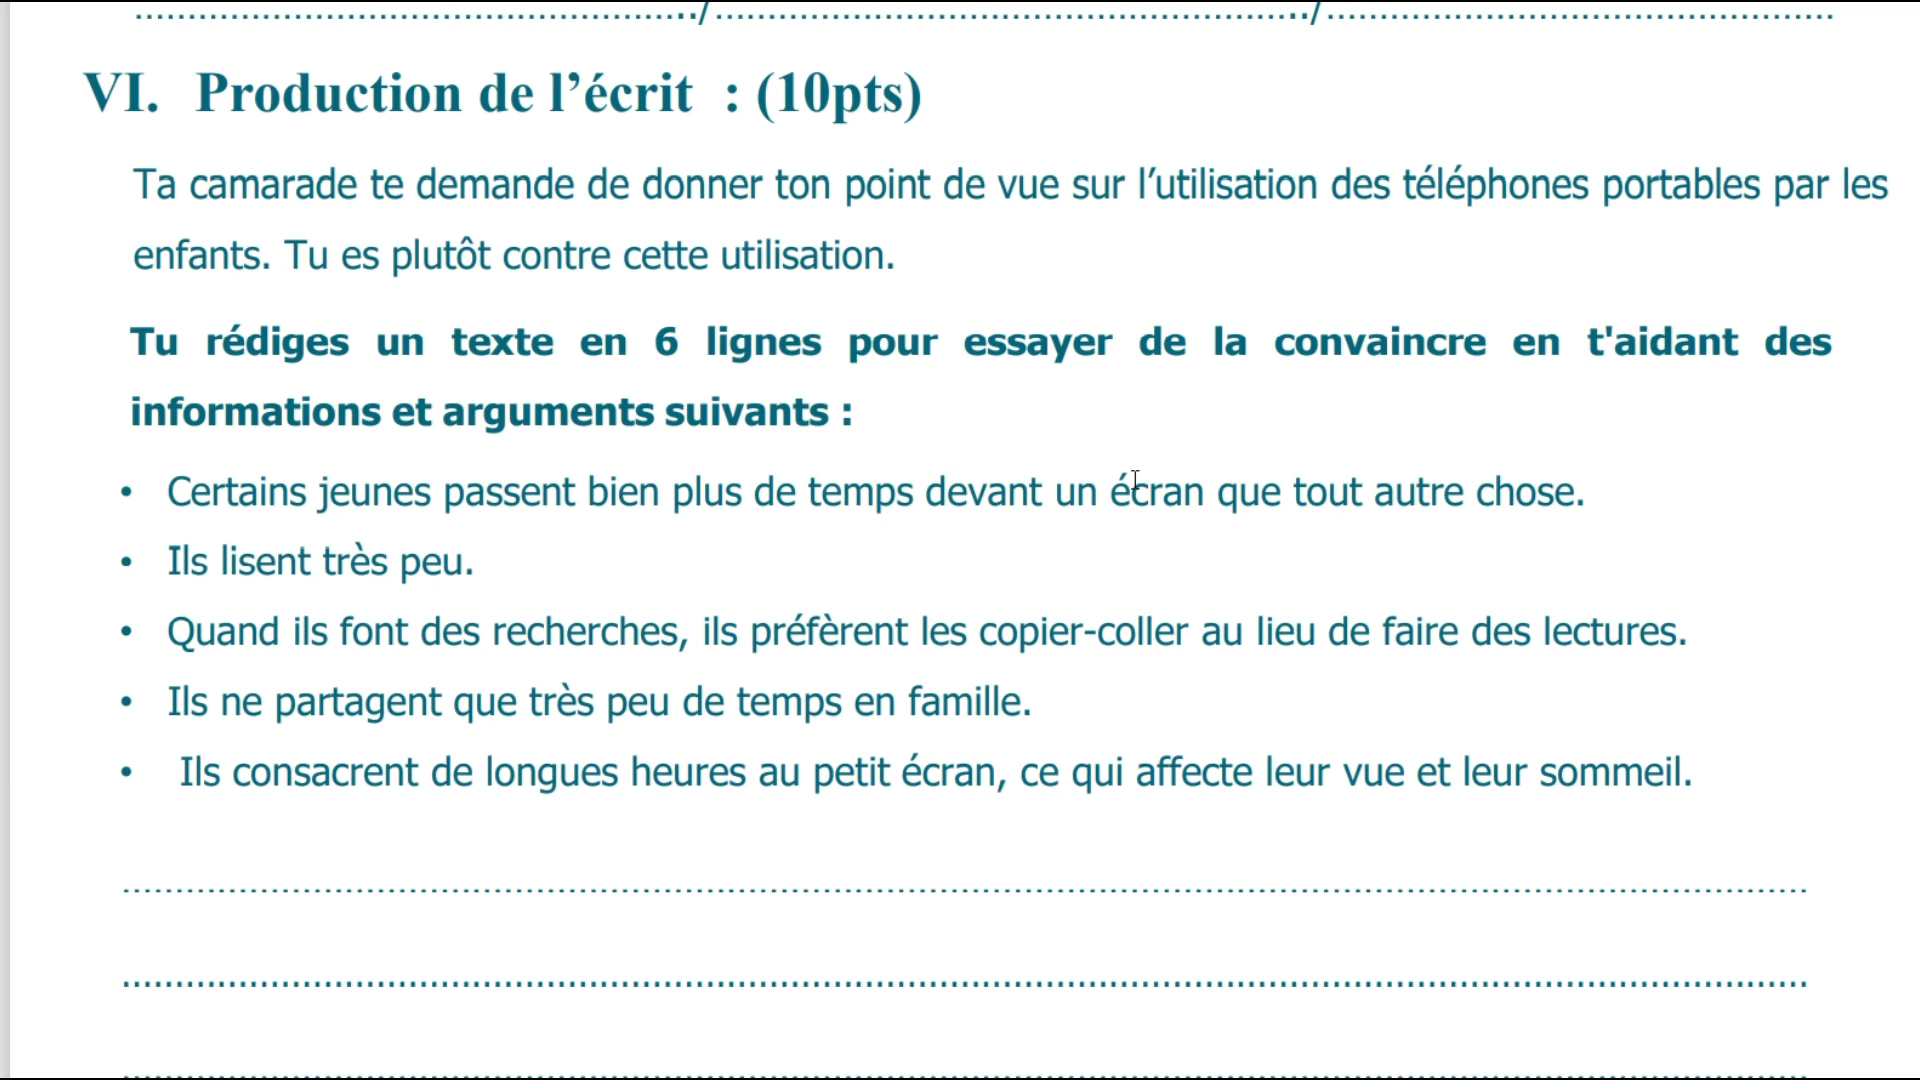 VI. Production de l’écrit : (10pts)
Ta camarade te demande de donner ton point de vue sur l’utilisation des téléphones portables par les
enfants. Tu es plutôt contre cette utilisation.
Tu rédiges un texte en 6 lignes pour essayer de la convaincre en t'aidant des
informations et arguments suivants :
• Certains jeunes passent bien plus de temps devant un écran que tout autre chose.
• Ils lisent très peu.
• Quand ils font des recherches, ils préfèrent les copier-coller au lieu de faire des lectures.
• Ils ne partagent que très peu de temps en famille.
• Ils consacrent de longues heures au petit écran, ce qui affecte leur vue et leur sommeil.